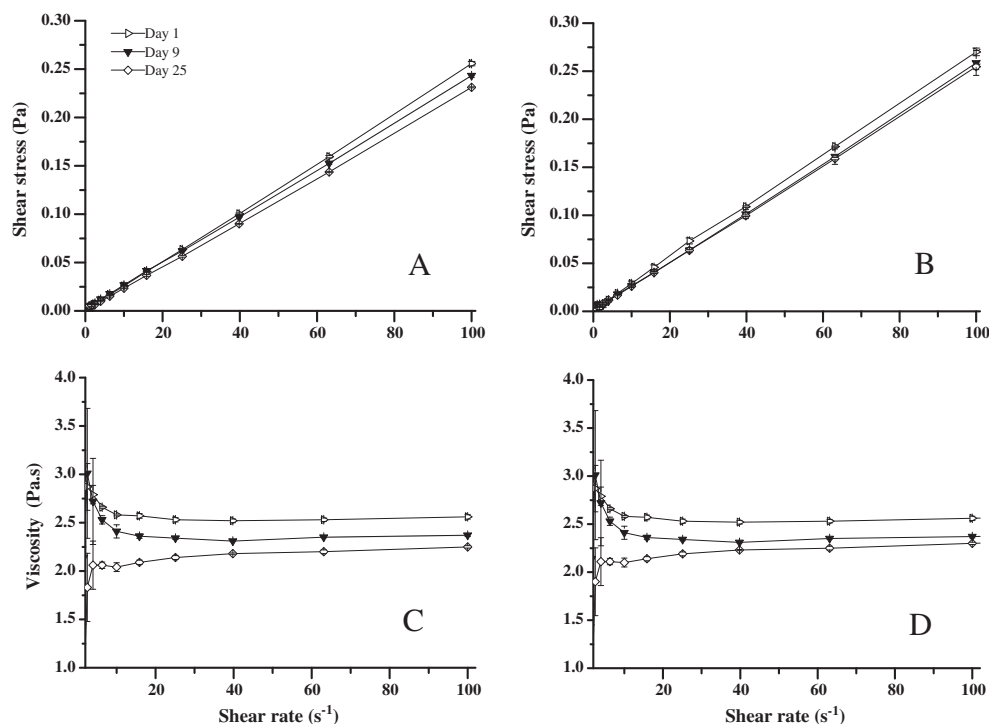 0.30
0.25
0.20
0.15
0.10
0.05
0.00
Shear stress (Pa)
Day 1
Day 9
Day 25
A
0 20 40 60 80 100
0.30
0.25
0.20
0.15
0.10
0.05
0.00
Shear stress (Pa)
B
0 20 40 60 80 100
4.0
3.5
3.0
2.5
2.0
1.5
1.0
Viscosity (Pa.s)
C
20 40 60 80 100
Shear rate (s⁻¹)
4.0
3.5
3.0
2.5
2.0
1.5
1.0
D
20 40 60 80 100
Shear rate (s⁻¹)